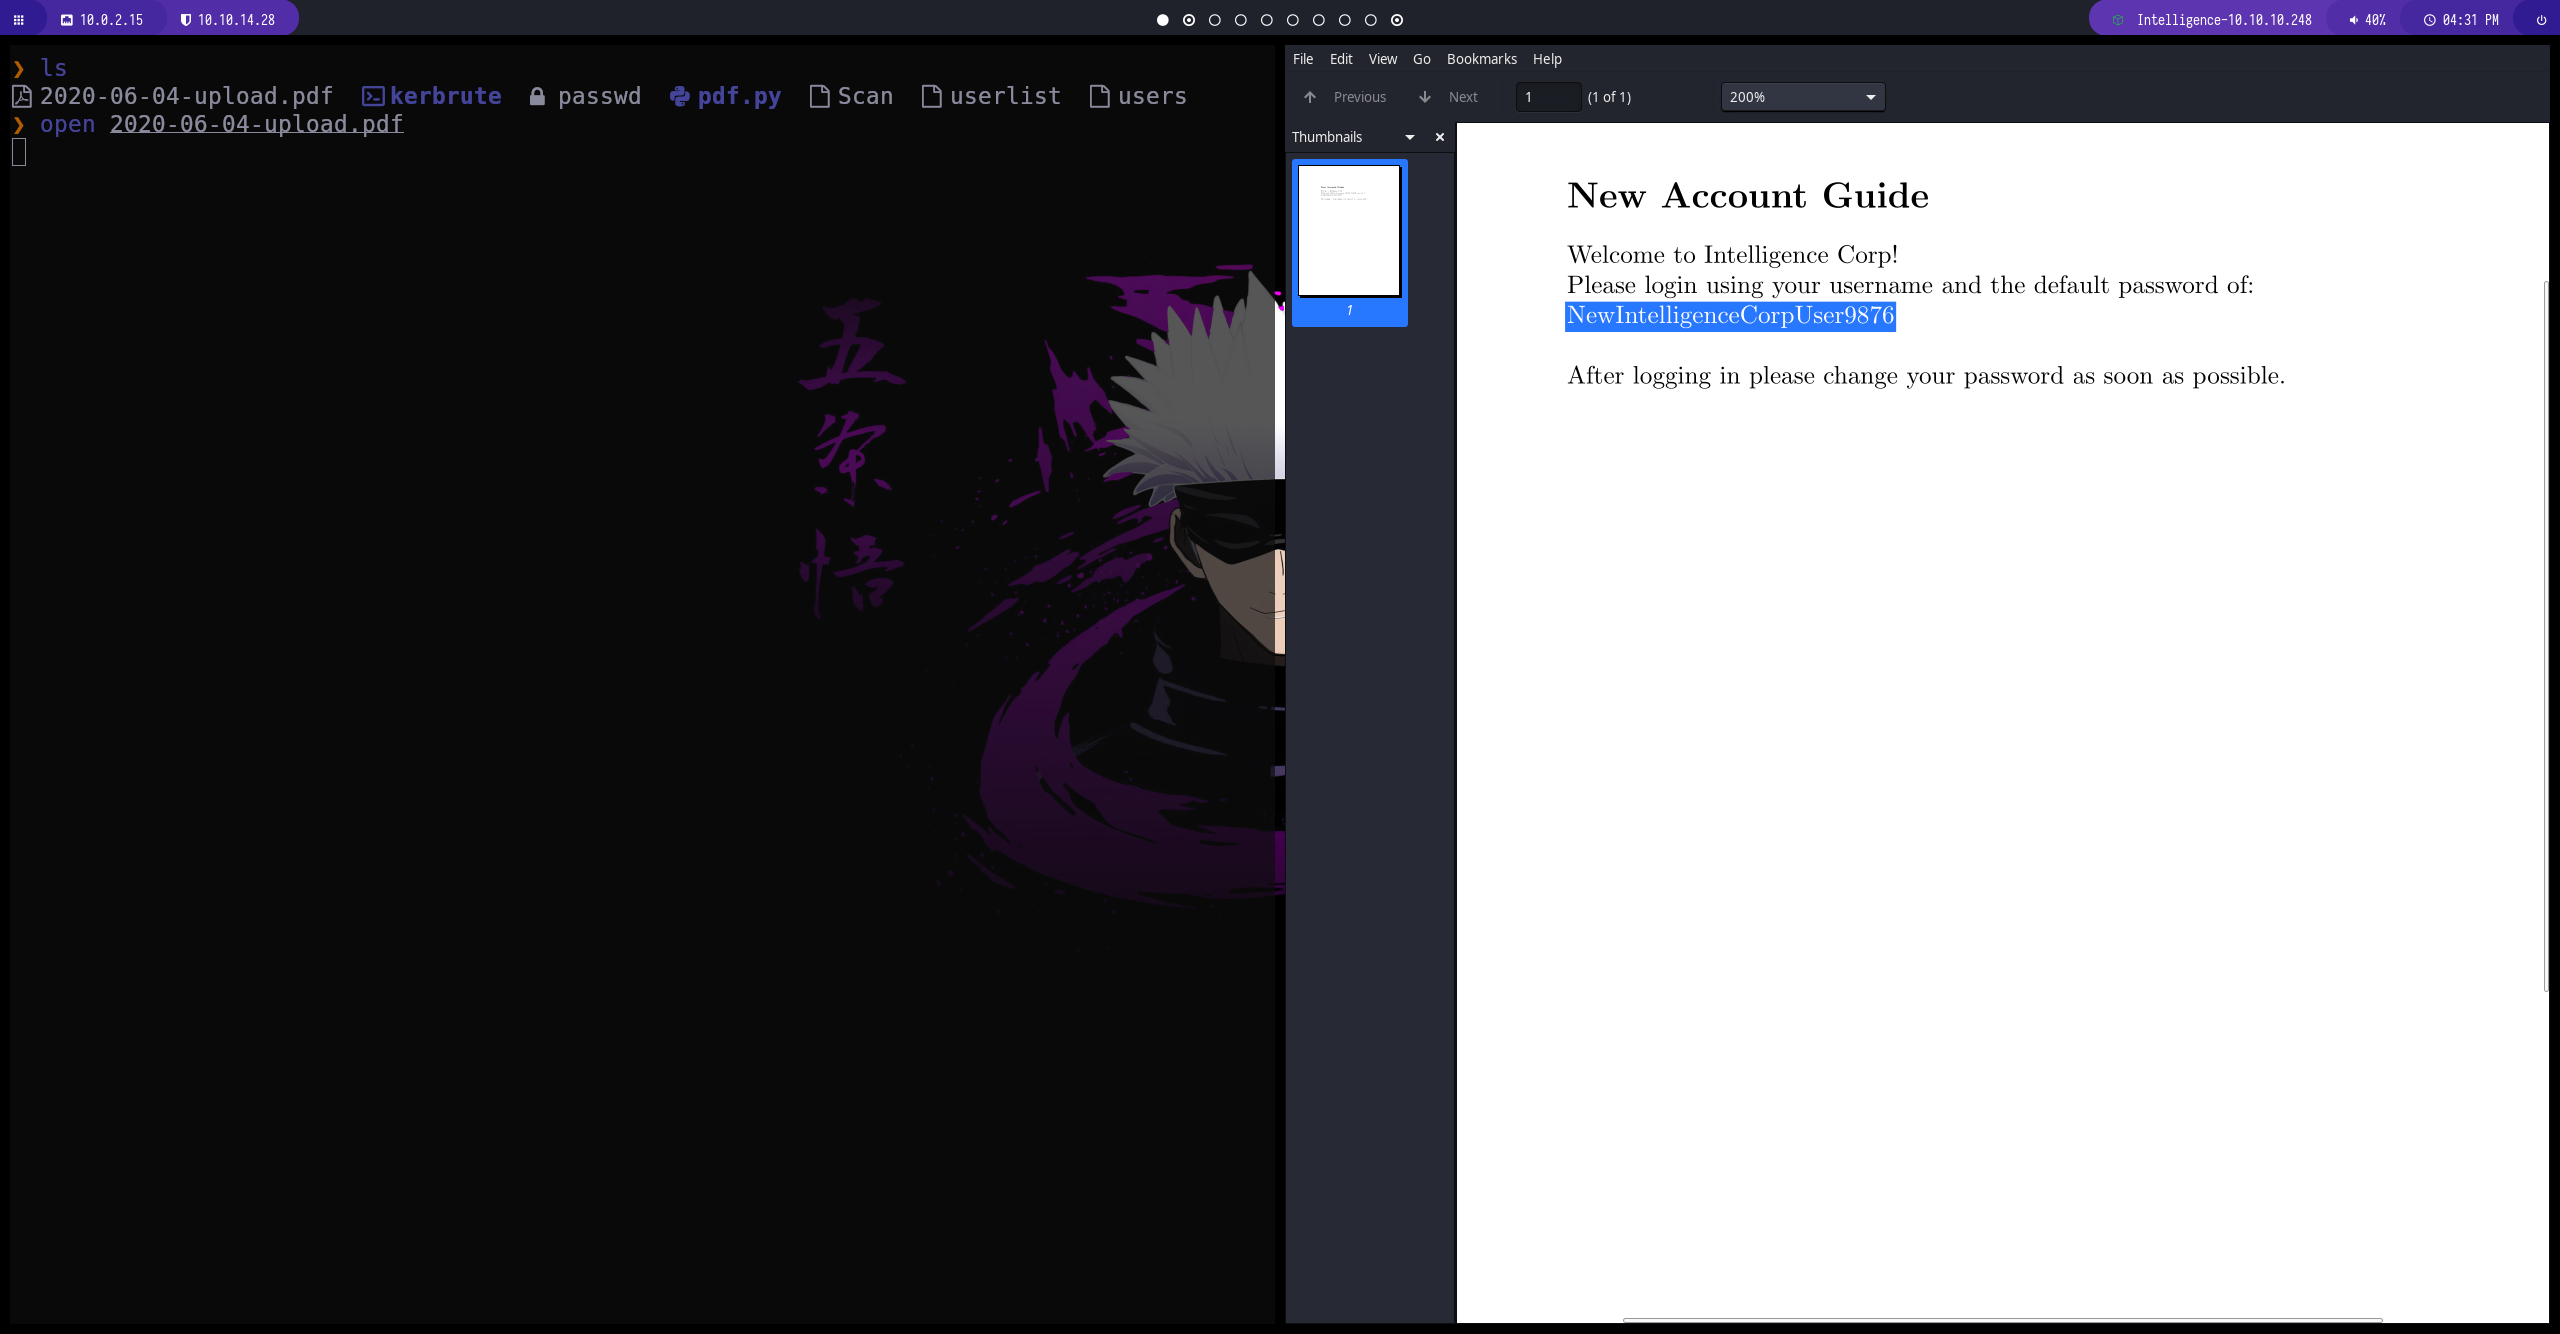 10.0.2.15 10.10.14.28 Intelligence-10.10.10.248 40% 04:31 PM
❯ ls
2020-06-04-upload.pdf kerbrute passwd pdf.py Scan userlist users
❯ open 2020-06-04-upload.pdf
五
条
悟
File Edit View Go Bookmarks Help
Previous Next 1 (1 of 1) 200%
Thumbnails
1
New Account Guide
Welcome to Intelligence Corp!
Please login using your username and the default password of:
NewIntelligenceCorpUser9876
After logging in please change your password as soon as possible.